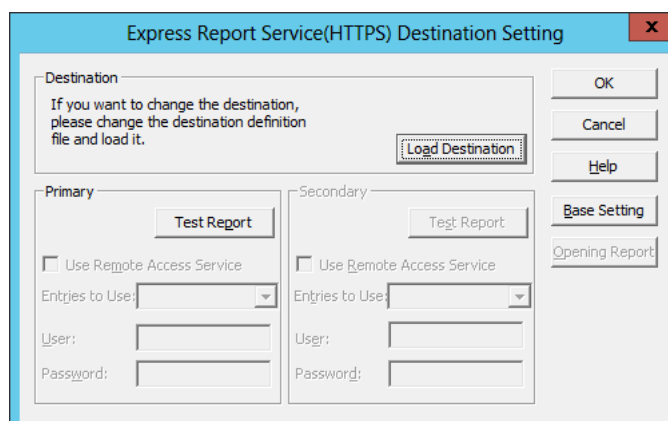 Express Report Service(HTTPS) Destination Setting
x
Destination
If you want to change the destination,
please change the destination definition
file and load it.
Load Destination
OK
Cancel
Help
Base Setting
Opening Report
Primary
Test Report
Use Remote Access Service
Entries to Use:
User:
Password:
Secondary
Test Report
Use Remote Access Service
Entries to Use:
User:
Password: